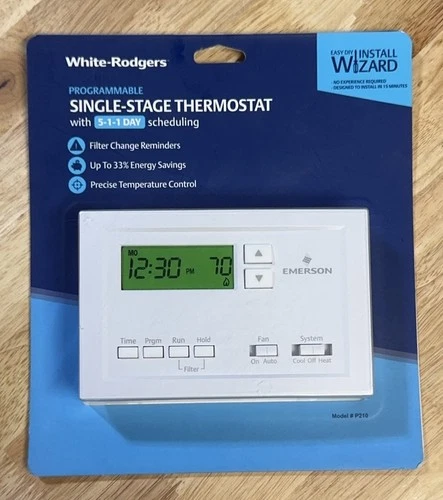 White-Rodgers
EASY DIY INSTALL
WIZARD
- NO EXPERIENCE REQUIRED
- DESIGNED TO INSTALL IN 15 MINUTES
PROGRAMMABLE
SINGLE-STAGE THERMOSTAT
with 5-1-1 DAY scheduling
Filter Change Reminders
Up To 33% Energy Savings
Precise Temperature Control
MO
12:30 PM 70
EMERSON
Time Prgm Run Hold
Filter
Fan
On Auto
System
Cool Off Heat
Model # P210